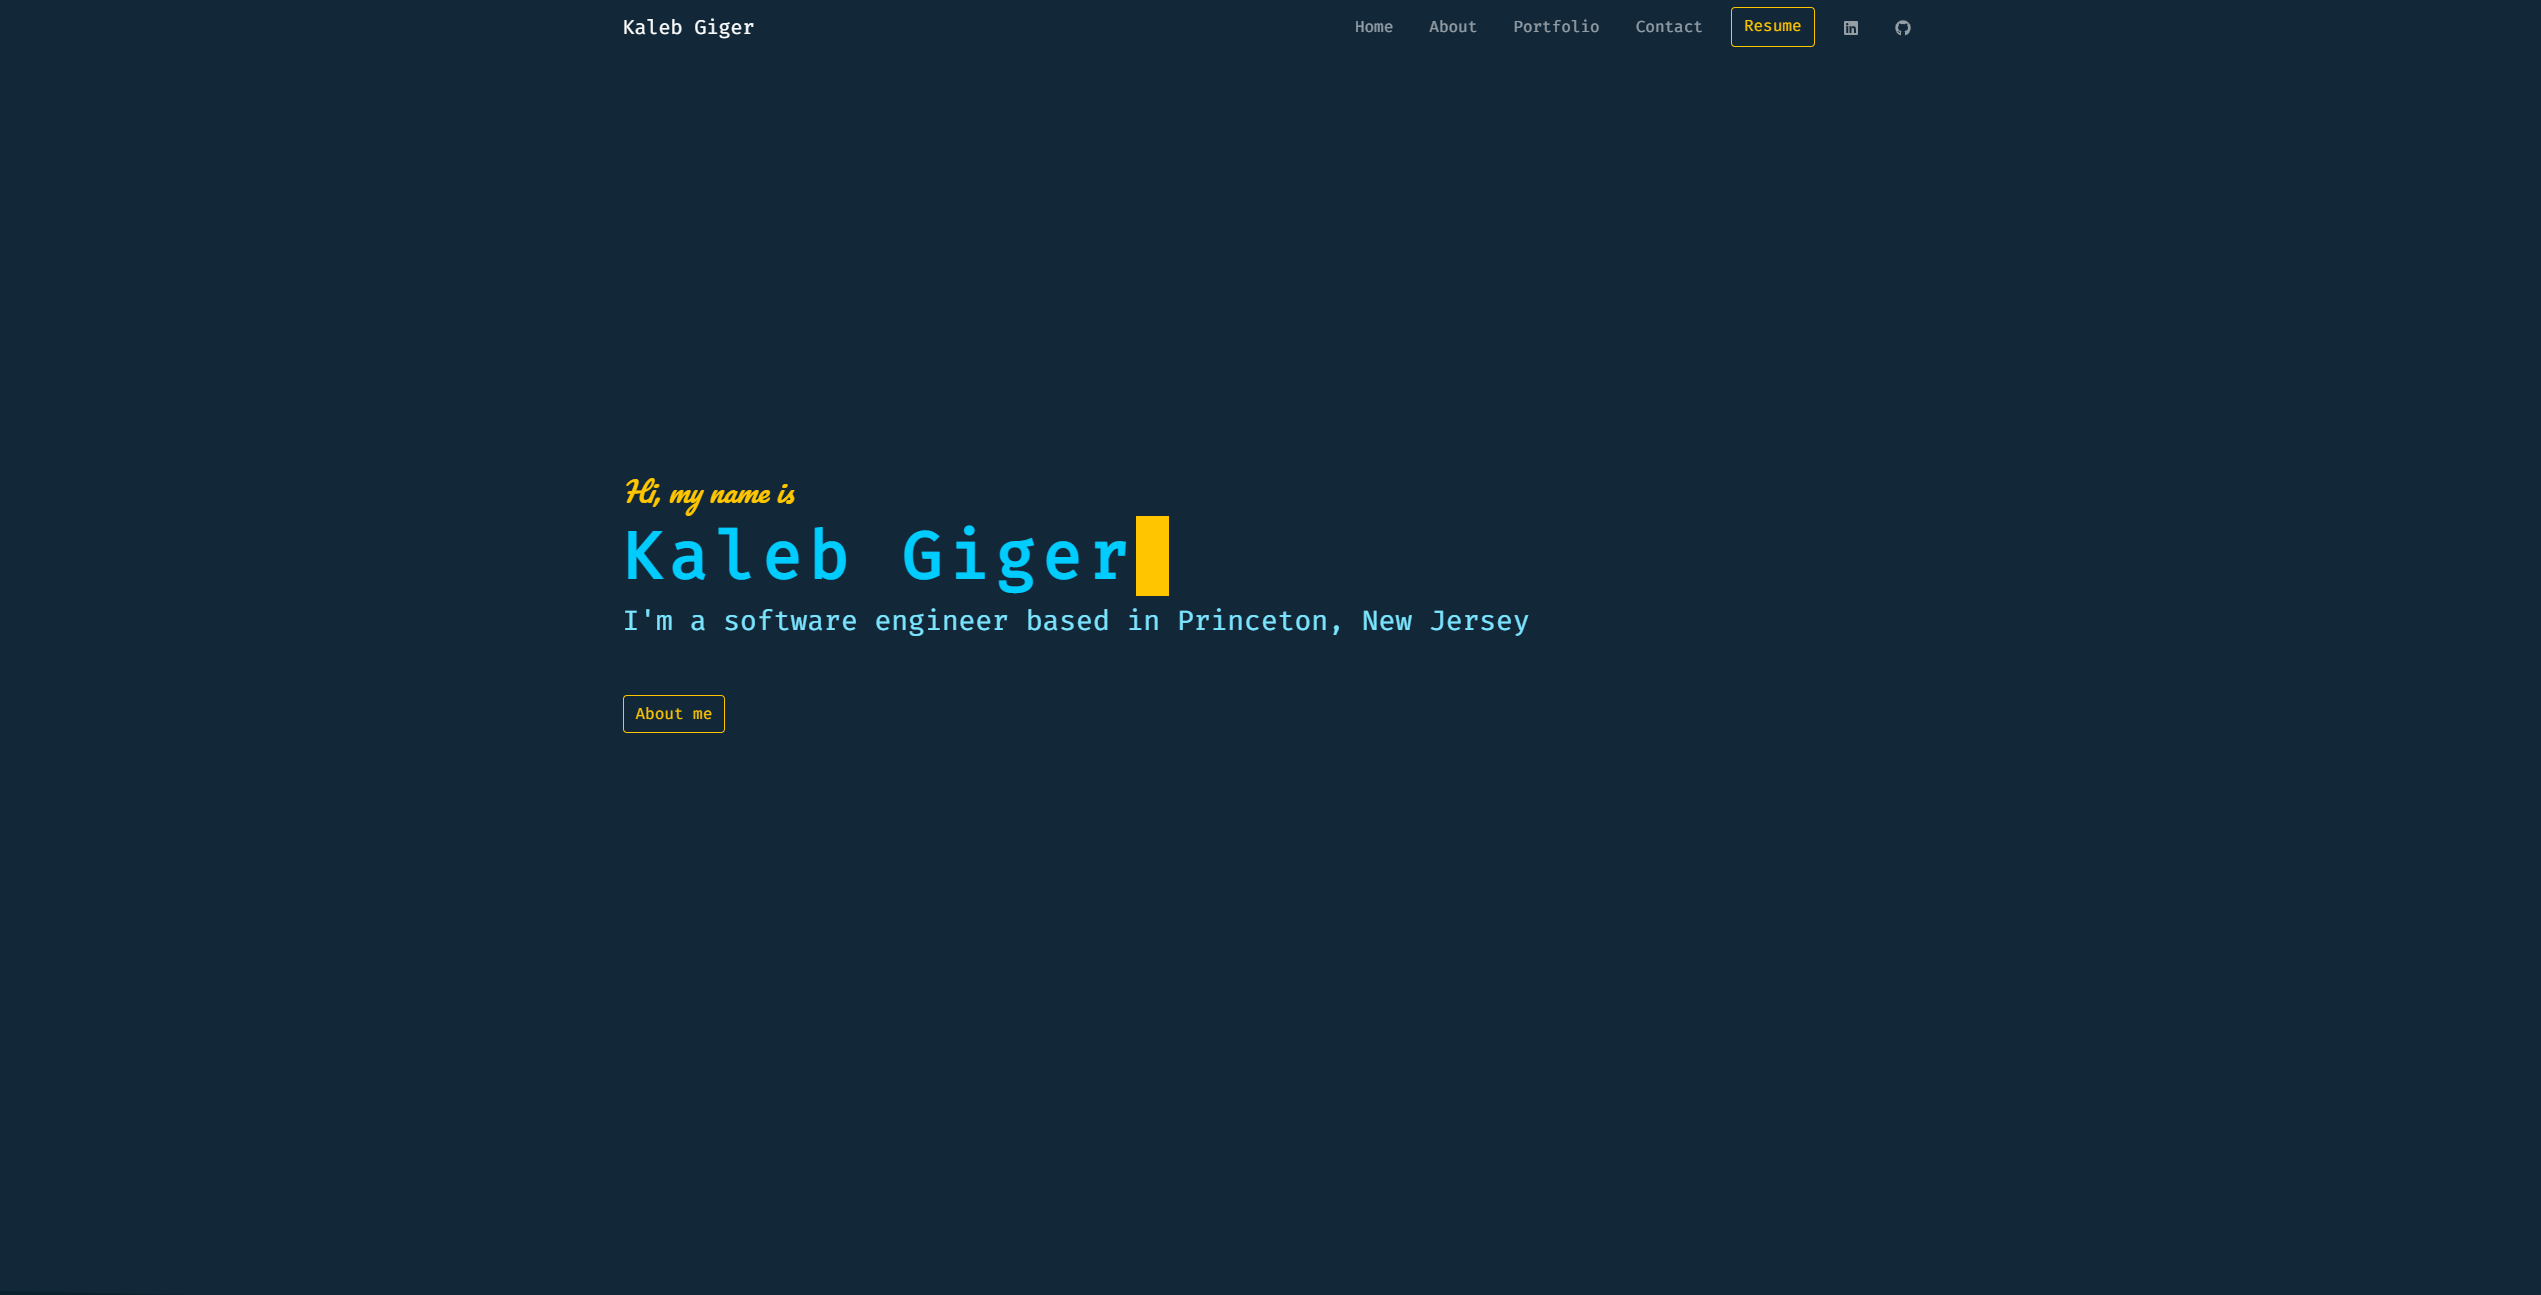 Kaleb Giger Home About Portfolio Contact Resume
Hi, my name is
Kaleb Giger
I'm a software engineer based in Princeton, New Jersey
About me